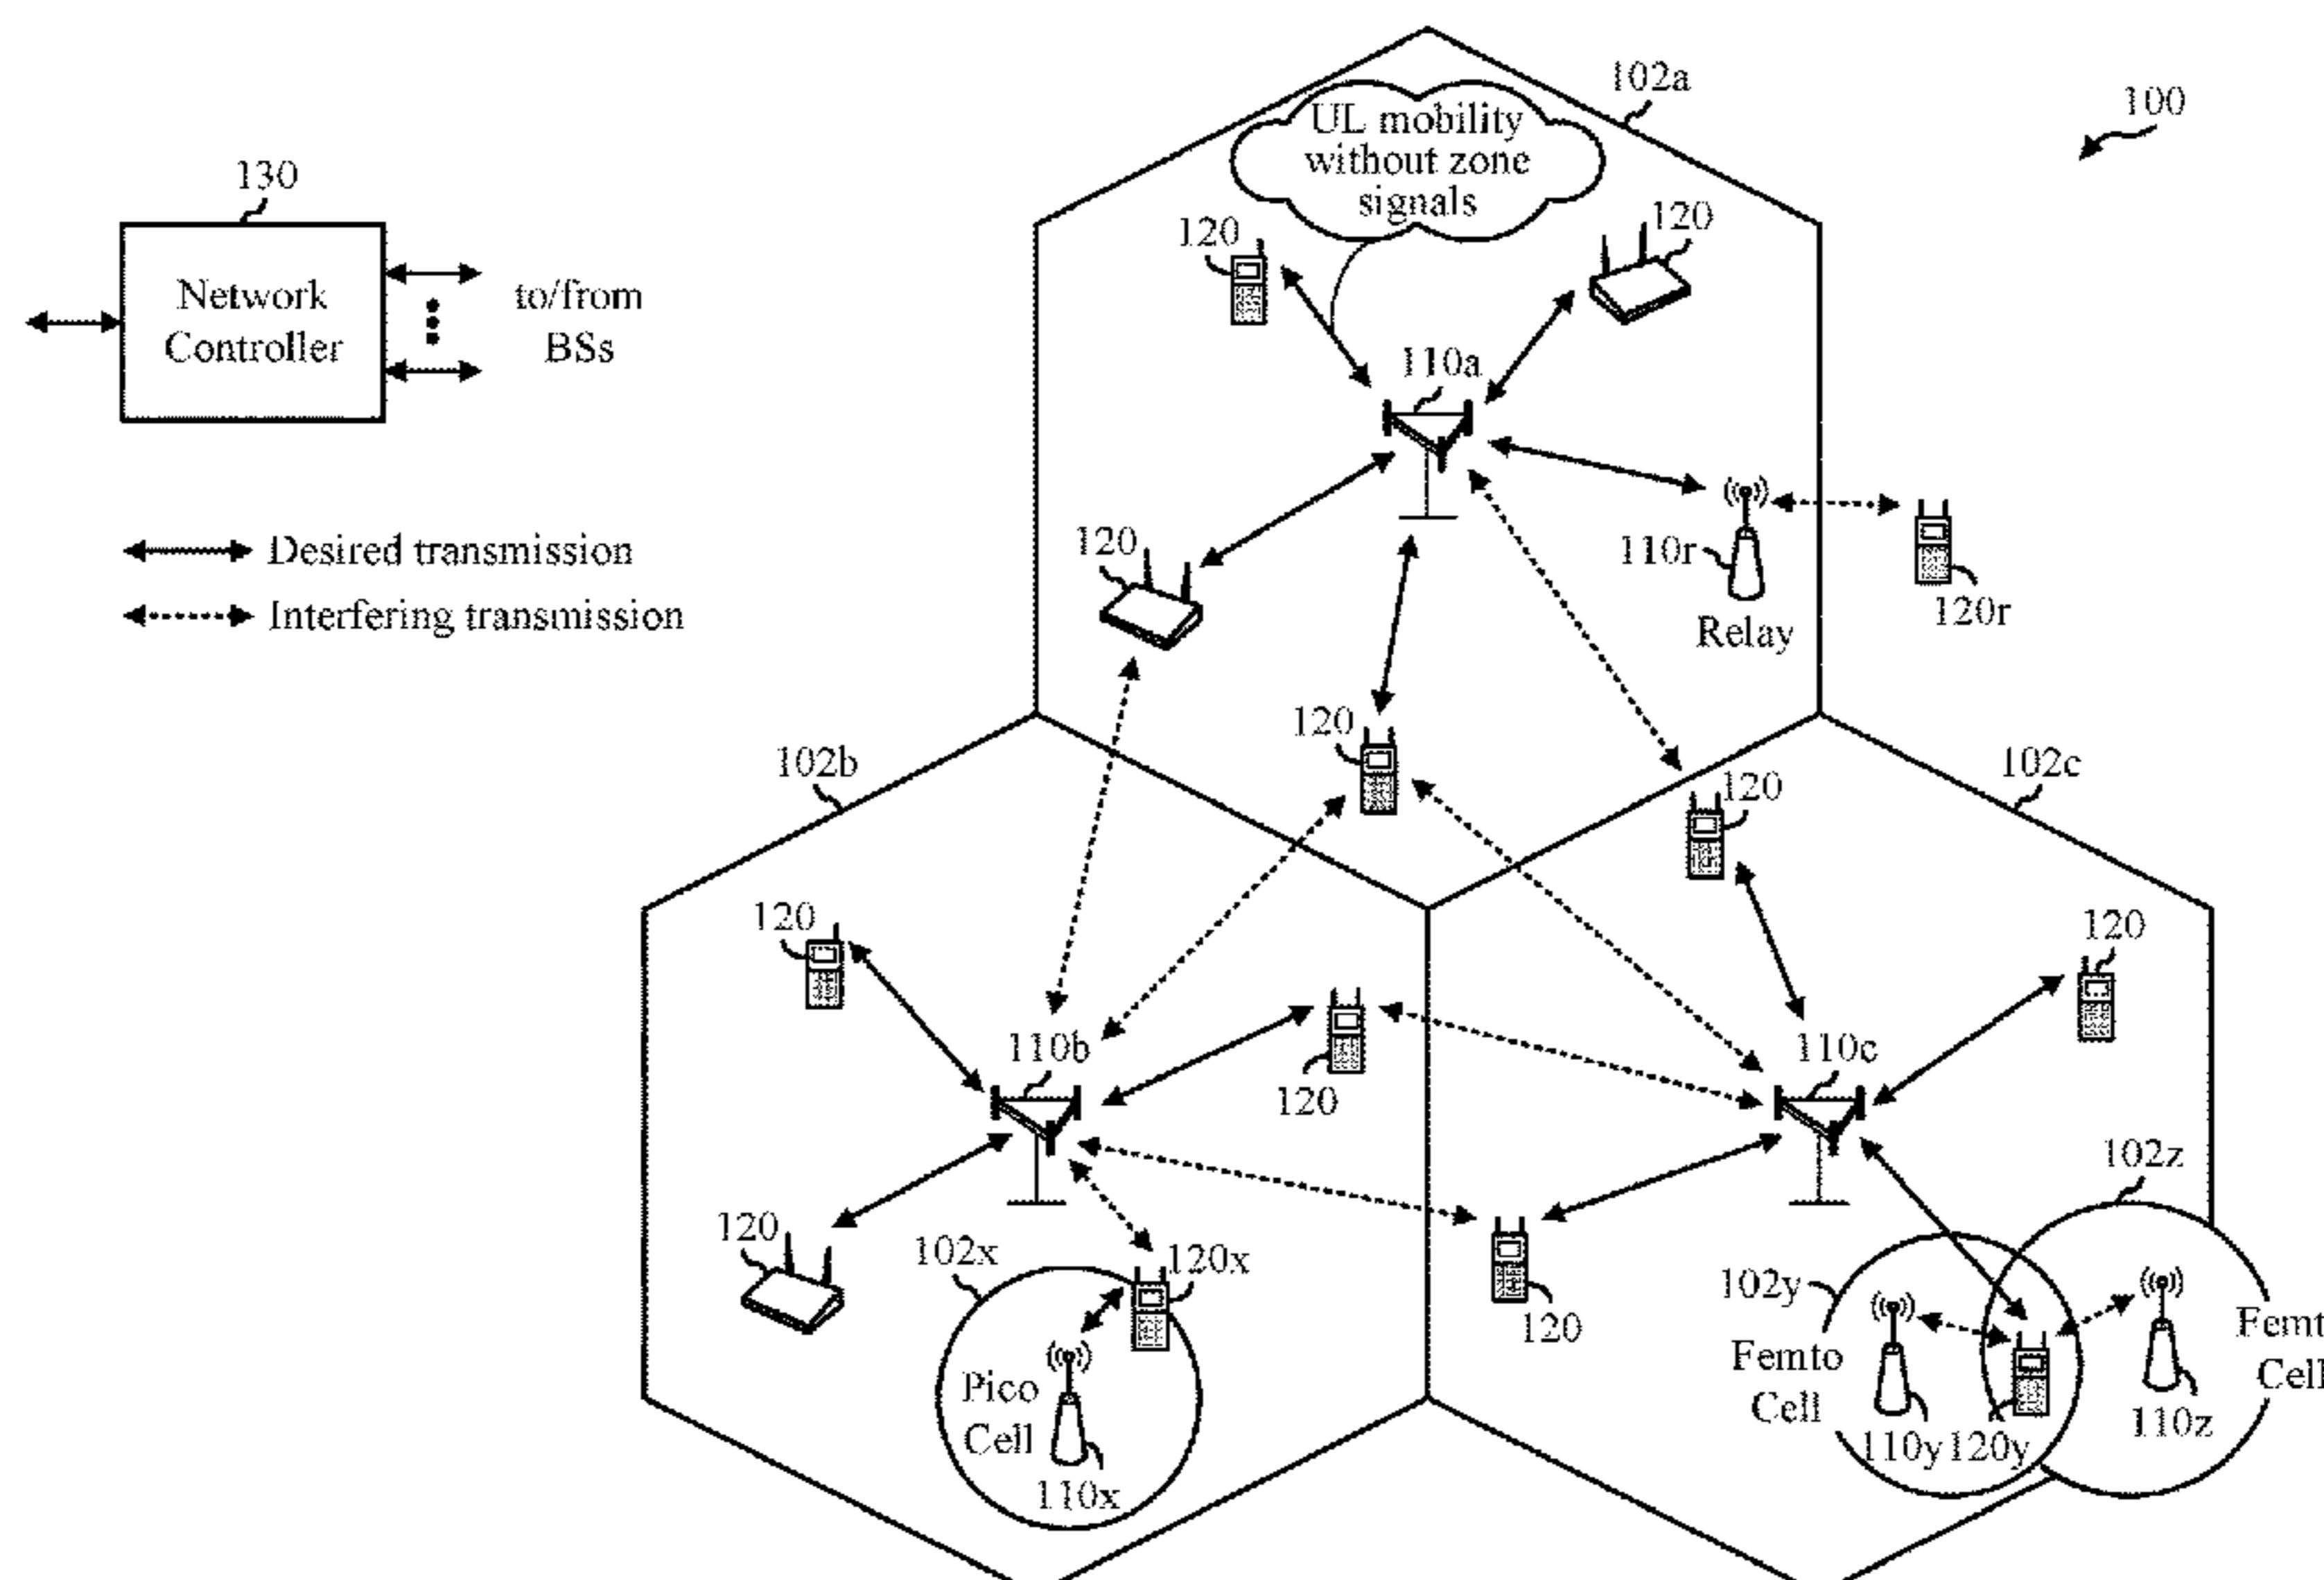 102a
100
UL mobility
without zone
signals
130
120
120
Network
Controller
to/from
BSs
110a
Desired transmission
Interfering transmission
120
110r
120r
Relay
120
102b
102c
120
120
120
110b
120
110c
102z
120
102x
120x
102y
120
Femto
Cell
Femt
Cell
Pico
Cell
110y
120y
110z
110x